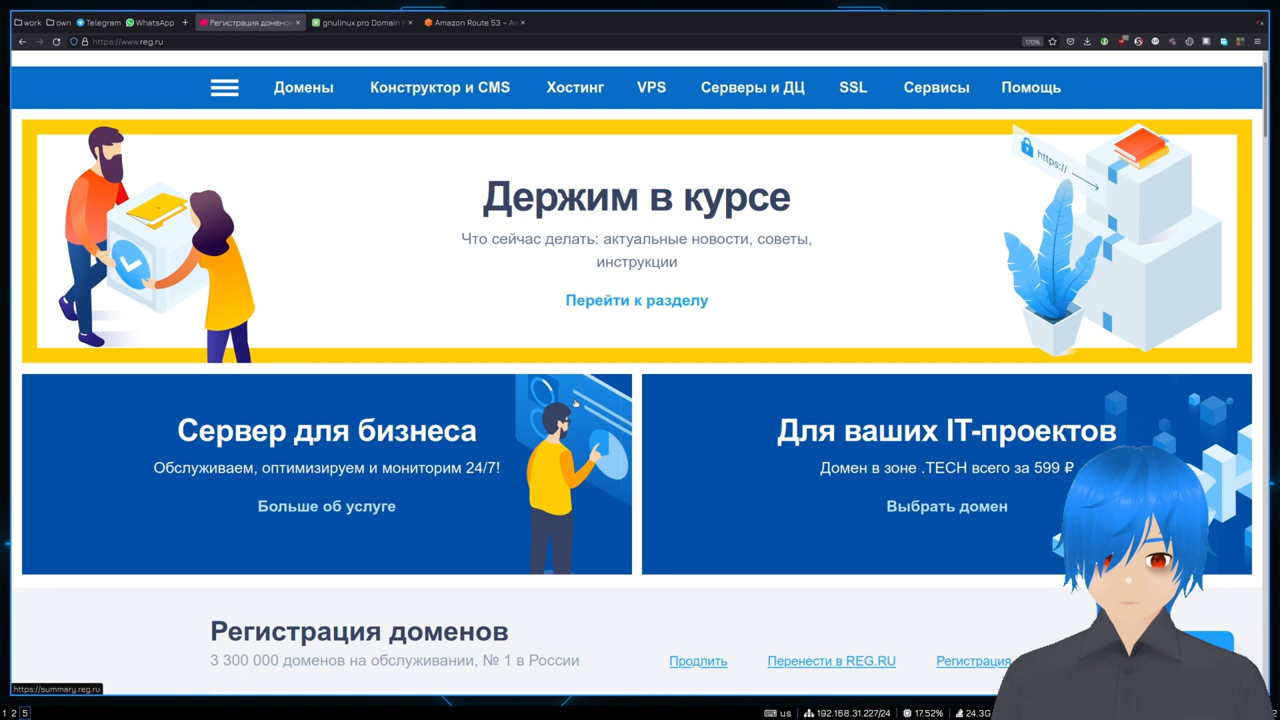 work own Telegram WhatsApp + Регистрация доменов × gnulinux.pro Domain × Amazon Route 53 – Am ×
https://www.reg.ru 170%
Домены Конструктор и CMS Хостинг VPS Серверы и ДЦ SSL Сервисы Помощь
https://
Держим в курсе
Что сейчас делать: актуальные новости, советы,
инструкции
Перейти к разделу
Сервер для бизнеса
Обслуживаем, оптимизируем и мониторим 24/7!
Больше об услуге
Для ваших IT-проектов
Домен в зоне .TECH всего за 599 ₽
Выбрать домен
Регистрация доменов
3 300 000 доменов на обслуживании, № 1 в России
Продлить Перенести в REG.RU Регистрация
https://summary.reg.ru
1 2 5 us 192.168.31.227/24 17.52% 24.3G